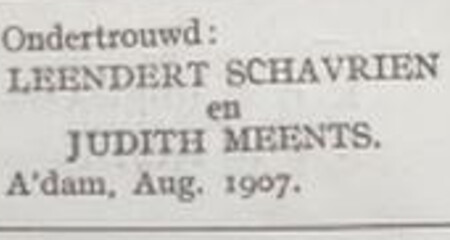 Ondertrouwd:
LEENDERT SCHAVRIEN
en
JUDITH MEENTS.
A'dam, Aug. 1907.